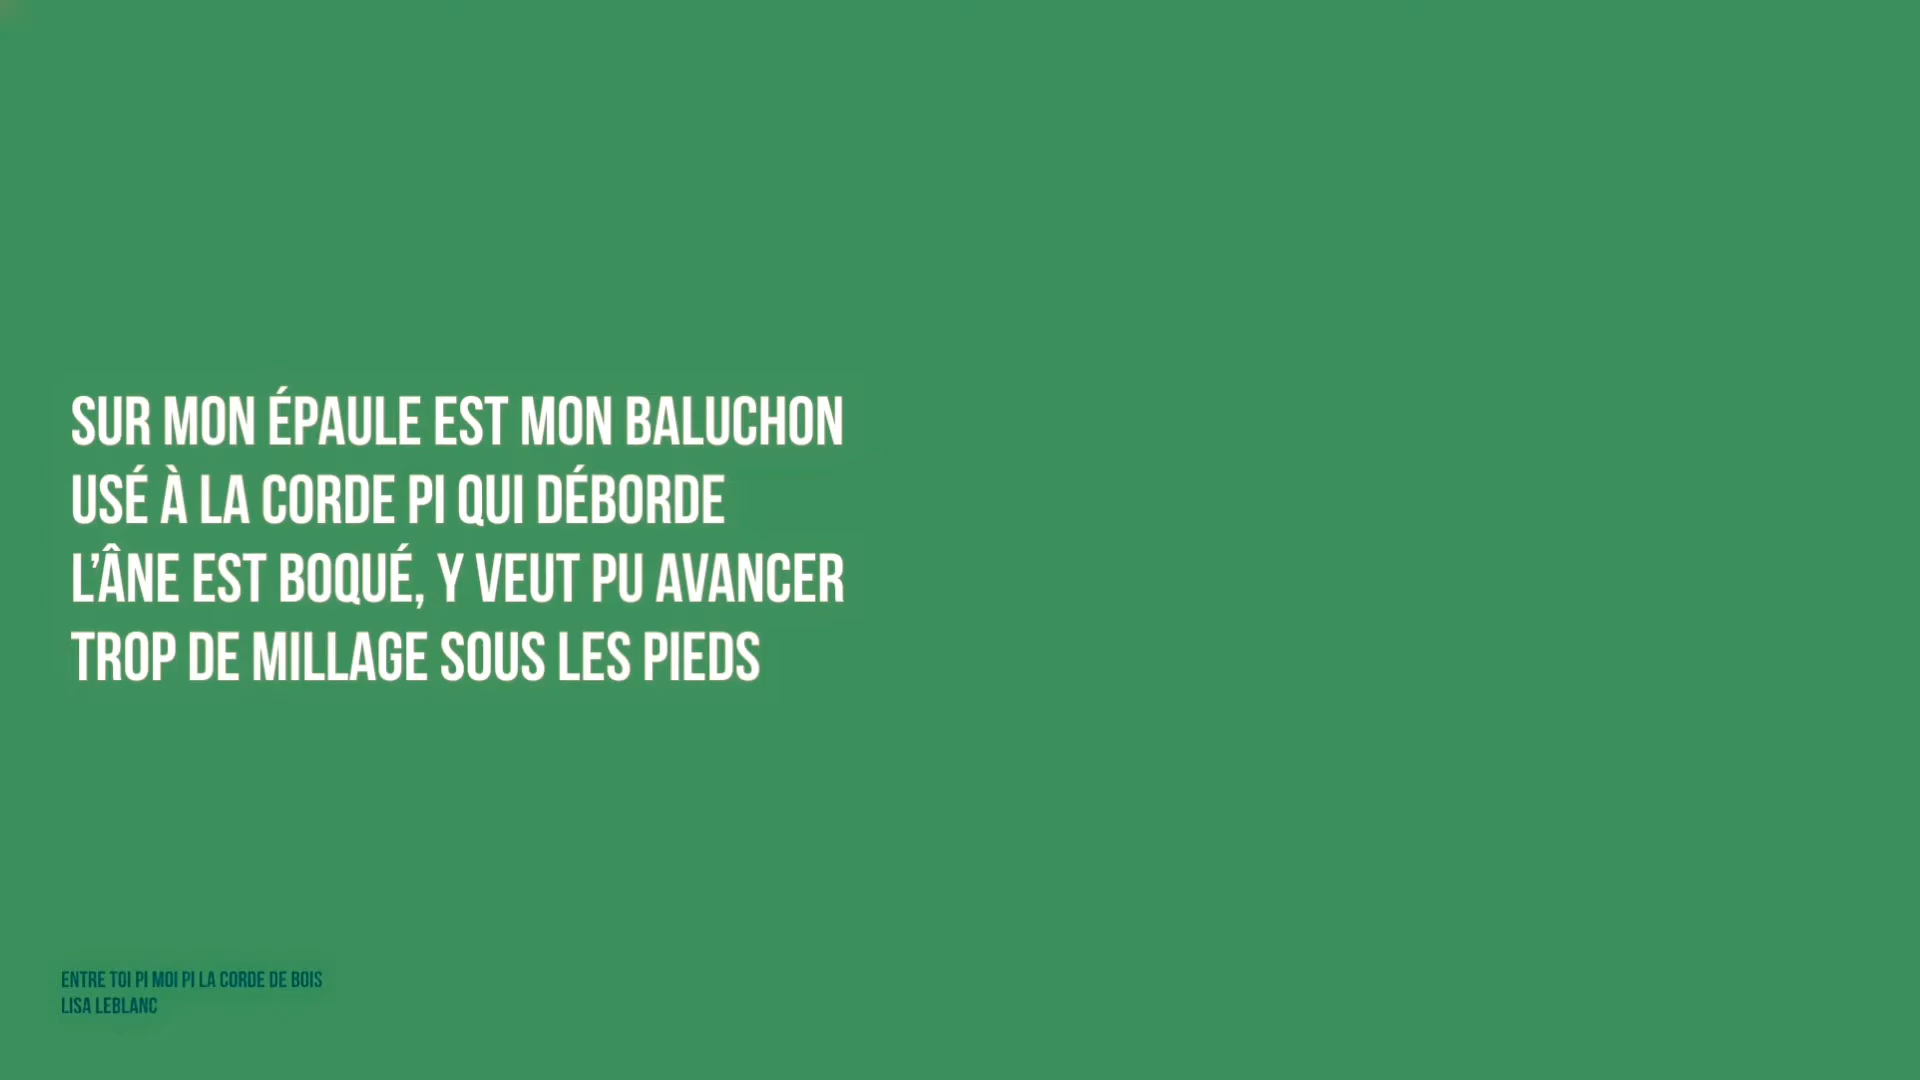 SUR MON ÉPAULE EST MON BALUCHON
USÉ À LA CORDE PI QUI DÉBORDE
L’ÂNE EST BOQUÉ, Y VEUT PU AVANCER
TROP DE MILLAGE SOUS LES PIEDS
ENTRE TOI PI MOI PI LA CORDE DE BOIS
LISA LEBLANC